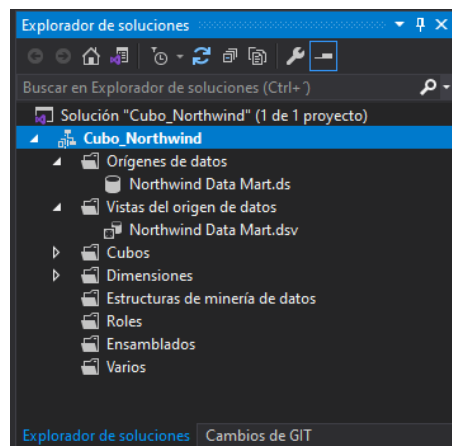 Explorador de soluciones
Buscar en Explorador de soluciones (Ctrl+´)
Solución "Cubo_Northwind" (1 de 1 proyecto)
Cubo_Northwind
Orígenes de datos
Northwind Data Mart.ds
Vistas del origen de datos
Northwind Data Mart.dsv
Cubos
Dimensiones
Estructuras de minería de datos
Roles
Ensamblados
Varios
Explorador de soluciones Cambios de GIT